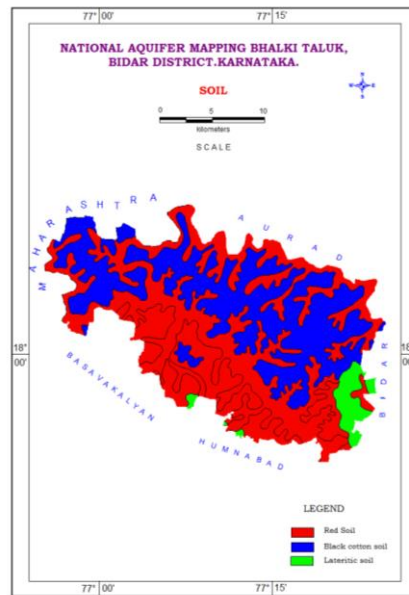 77° 00' 77° 15'
NATIONAL AQUIFER MAPPING BHALKI TALUK,
BIDAR DISTRICT.KARNATAKA.
N
W E
S
SOIL
0 5 10
Kilometers
SCALE
MAHARASHTRA
AURAD
18° 00' 18° 00'
BIDAR
BASAVAKALYAN
HUMNABAD
LEGEND
Red Soil
Black cotton soil
Lateritic soil
77° 00' 77° 15'